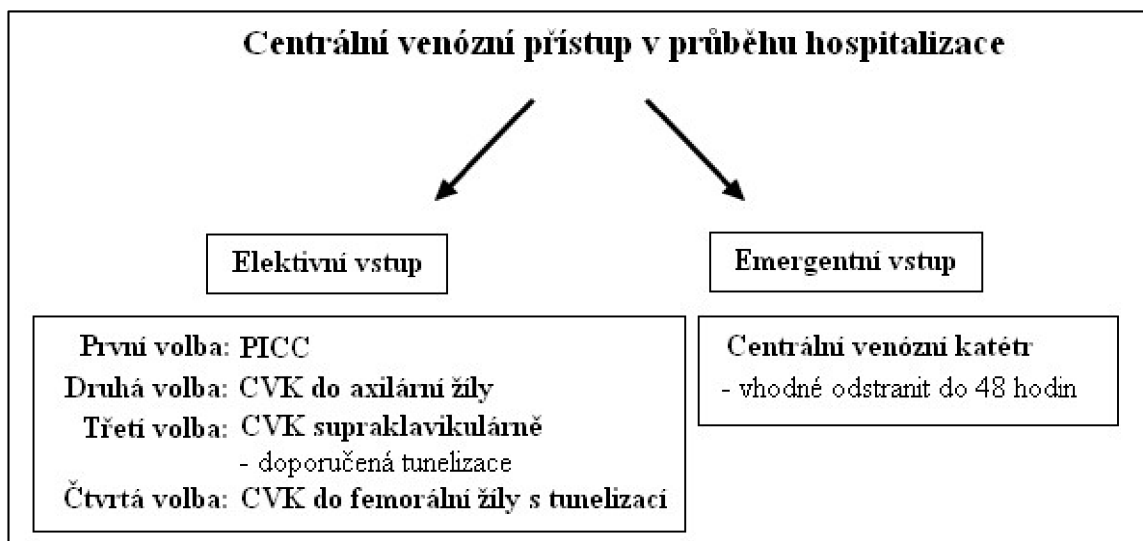 Centrální venózní přístup v průběhu hospitalizace
Elektivní vstup
První volba: PICC
Druhá volba: CVK do axilární žíly
Třetí volba: CVK supraklavikulárně
- doporučená tunelizace
Čtvrtá volba: CVK do femorální žíly s tunelizací
Emergentní vstup
Centrální venózní katétr
- vhodné odstranit do 48 hodin